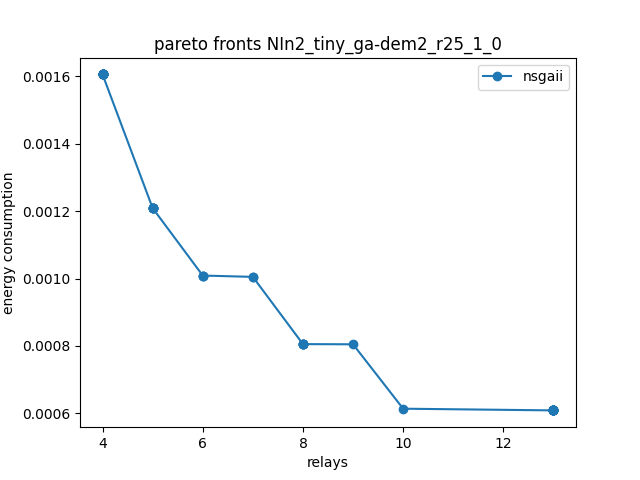 pareto fronts NIn2_tiny_ga-dem2_r25_1_0
nsgaii
energy consumption
0.0016
0.0014
0.0012
0.0010
0.0008
0.0006
4 6 8 10 12
relays